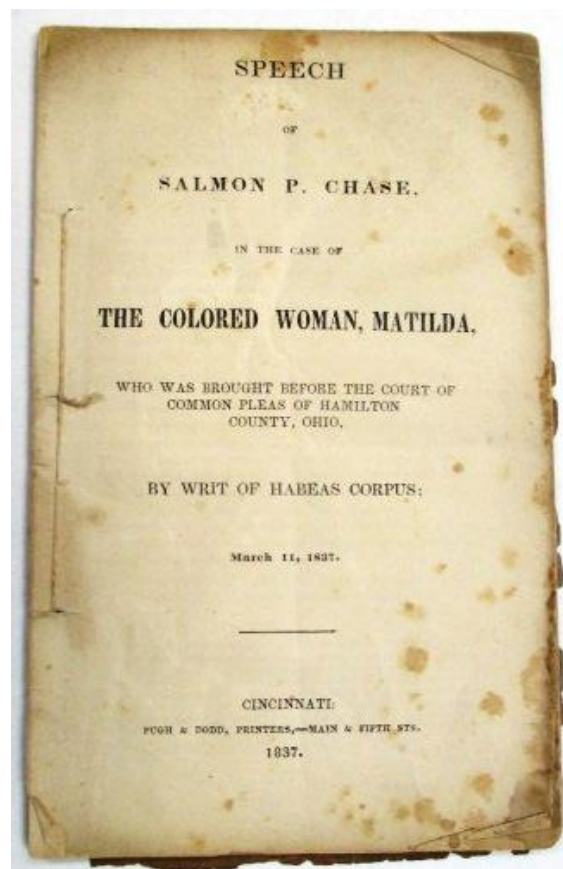 SPEECH
OF
SALMON P. CHASE,
IN THE CASE OF
THE COLORED WOMAN, MATILDA,
WHO WAS BROUGHT BEFORE THE COURT OF
COMMON PLEAS OF HAMILTON
COUNTY, OHIO,
BY WRIT OF HABEAS CORPUS;
March 11, 1837.
CINCINNATI:
PUGH & DODD, PRINTERS,—MAIN & FIFTH STS.
1837.